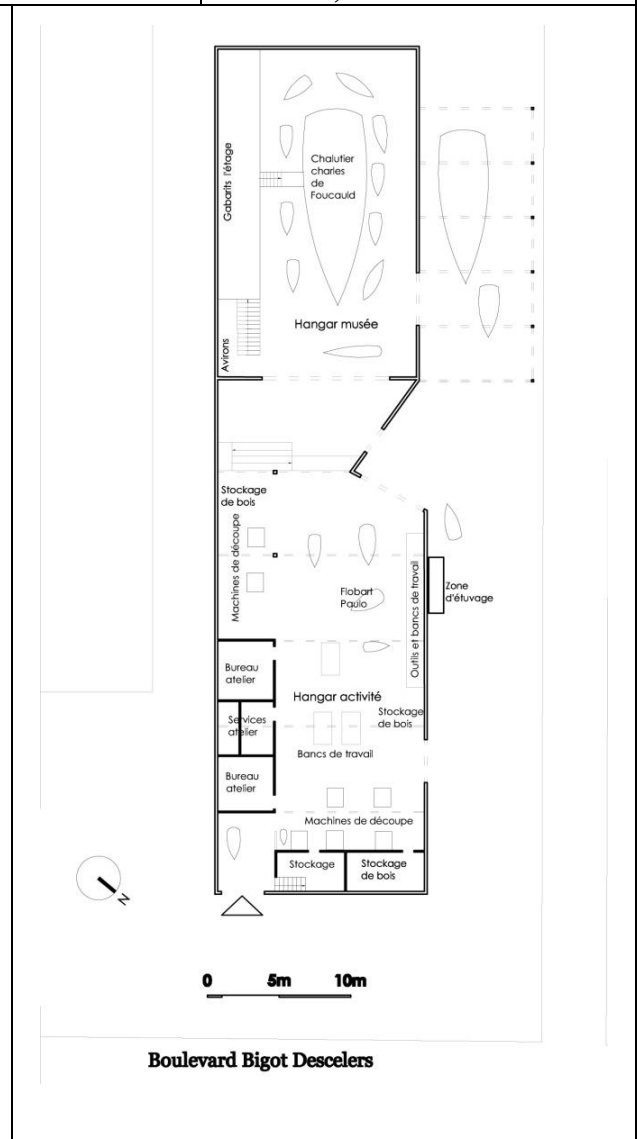 Gabarits l'étage
Chalutier
charles
de
Foucauld
Avirons
Hangar musée
Stockage
de bois
Machines de découpe
Flobart
Paulo
Outils et bancs de travail
Zone
d'étuvage
Bureau
atelier
Hangar activité
Services
atelier
Stockage
de bois
Bancs de travail
Bureau
atelier
Machines de découpe
Stockage
Stockage
de bois
N
0 5m 10m
Boulevard Bigot Descelers